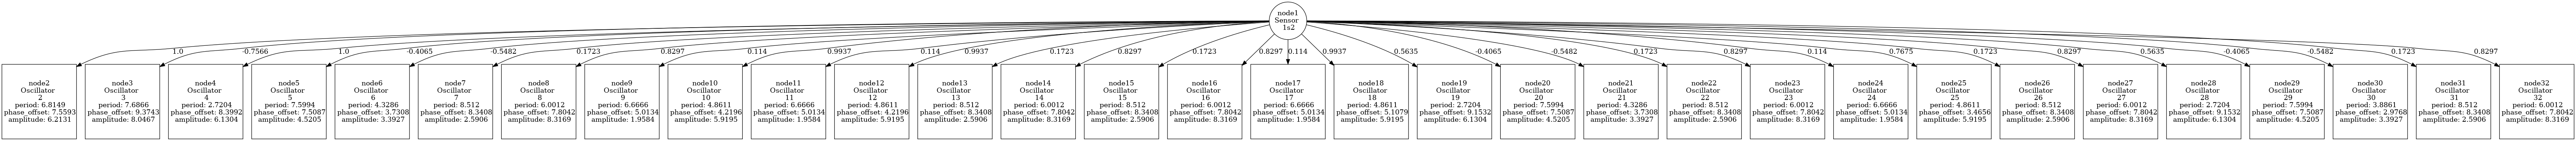 node1
Sensor
1s2
1.0
-0.7566
1.0
-0.4065
-0.5482
0.1723
0.8297
0.114
0.9937
0.114
0.9937
0.1723
0.8297
0.1723
0.8297
0.114
0.9937
0.5635
-0.4065
-0.5482
0.1723
0.8297
0.114
0.7675
0.1723
0.8297
0.5635
-0.4065
-0.5482
0.1723
0.8297
node2
Oscillator
2
period: 6.8149
phase_offset: 7.5593
amplitude: 6.2131
node3
Oscillator
3
period: 7.6866
phase_offset: 9.3743
amplitude: 8.0467
node4
Oscillator
4
period: 2.7204
phase_offset: 8.3992
amplitude: 6.1304
node5
Oscillator
5
period: 7.5994
phase_offset: 7.5087
amplitude: 4.5205
node6
Oscillator
6
period: 4.3286
phase_offset: 3.7308
amplitude: 3.3927
node7
Oscillator
7
period: 8.512
phase_offset: 8.3408
amplitude: 2.5906
node8
Oscillator
8
period: 6.0012
phase_offset: 7.8042
amplitude: 8.3169
node9
Oscillator
9
period: 6.6666
phase_offset: 5.0134
amplitude: 1.9584
node10
Oscillator
10
period: 4.8611
phase_offset: 4.2196
amplitude: 5.9195
node11
Oscillator
11
period: 6.6666
phase_offset: 5.0134
amplitude: 1.9584
node12
Oscillator
12
period: 4.8611
phase_offset: 4.2196
amplitude: 5.9195
node13
Oscillator
13
period: 8.512
phase_offset: 8.3408
amplitude: 2.5906
node14
Oscillator
14
period: 6.0012
phase_offset: 7.8042
amplitude: 8.3169
node15
Oscillator
15
period: 8.512
phase_offset: 8.3408
amplitude: 2.5906
node16
Oscillator
16
period: 6.0012
phase_offset: 7.8042
amplitude: 8.3169
node17
Oscillator
17
period: 6.6666
phase_offset: 5.0134
amplitude: 1.9584
node18
Oscillator
18
period: 4.8611
phase_offset: 5.1079
amplitude: 5.9195
node19
Oscillator
19
period: 2.7204
phase_offset: 9.1532
amplitude: 6.1304
node20
Oscillator
20
period: 7.5994
phase_offset: 7.5087
amplitude: 4.5205
node21
Oscillator
21
period: 4.3286
phase_offset: 3.7308
amplitude: 3.3927
node22
Oscillator
22
period: 8.512
phase_offset: 8.3408
amplitude: 2.5906
node23
Oscillator
23
period: 6.0012
phase_offset: 7.8042
amplitude: 8.3169
node24
Oscillator
24
period: 6.6666
phase_offset: 5.0134
amplitude: 1.9584
node25
Oscillator
25
period: 4.8611
phase_offset: 3.4656
amplitude: 5.9195
node26
Oscillator
26
period: 8.512
phase_offset: 8.3408
amplitude: 2.5906
node27
Oscillator
27
period: 6.0012
phase_offset: 7.8042
amplitude: 8.3169
node28
Oscillator
28
period: 2.7204
phase_offset: 9.1532
amplitude: 6.1304
node29
Oscillator
29
period: 7.5994
phase_offset: 7.5087
amplitude: 4.5205
node30
Oscillator
30
period: 3.8861
phase_offset: 2.9768
amplitude: 3.3927
node31
Oscillator
31
period: 8.512
phase_offset: 8.3408
amplitude: 2.5906
node32
Oscillator
32
period: 6.0012
phase_offset: 7.8042
amplitude: 8.3169